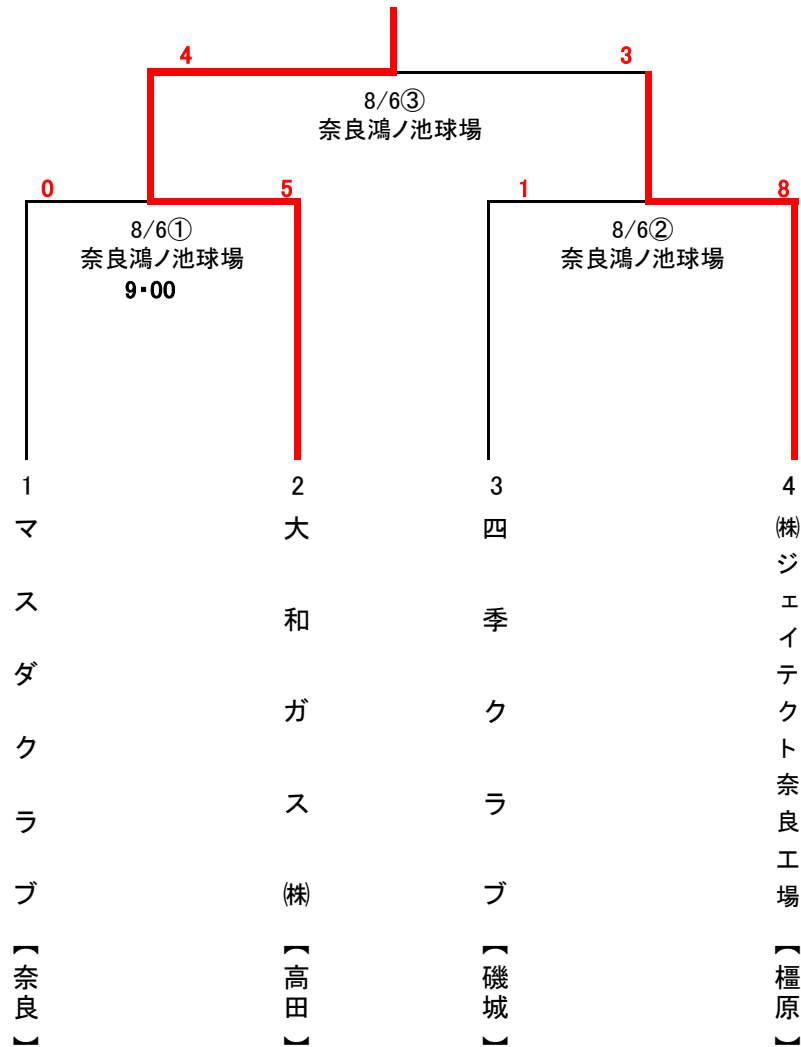 4
3
8/6③
奈良鴻ノ池球場
0
5
1
8
8/6①
奈良鴻ノ池球場
9・00
8/6②
奈良鴻ノ池球場
1
マスダクラブ
【奈良】
2
大和ガス㈱
【高田】
3
四季クラブ
【磯城】
4
㈱ジェイテクト奈良工場
【橿原】